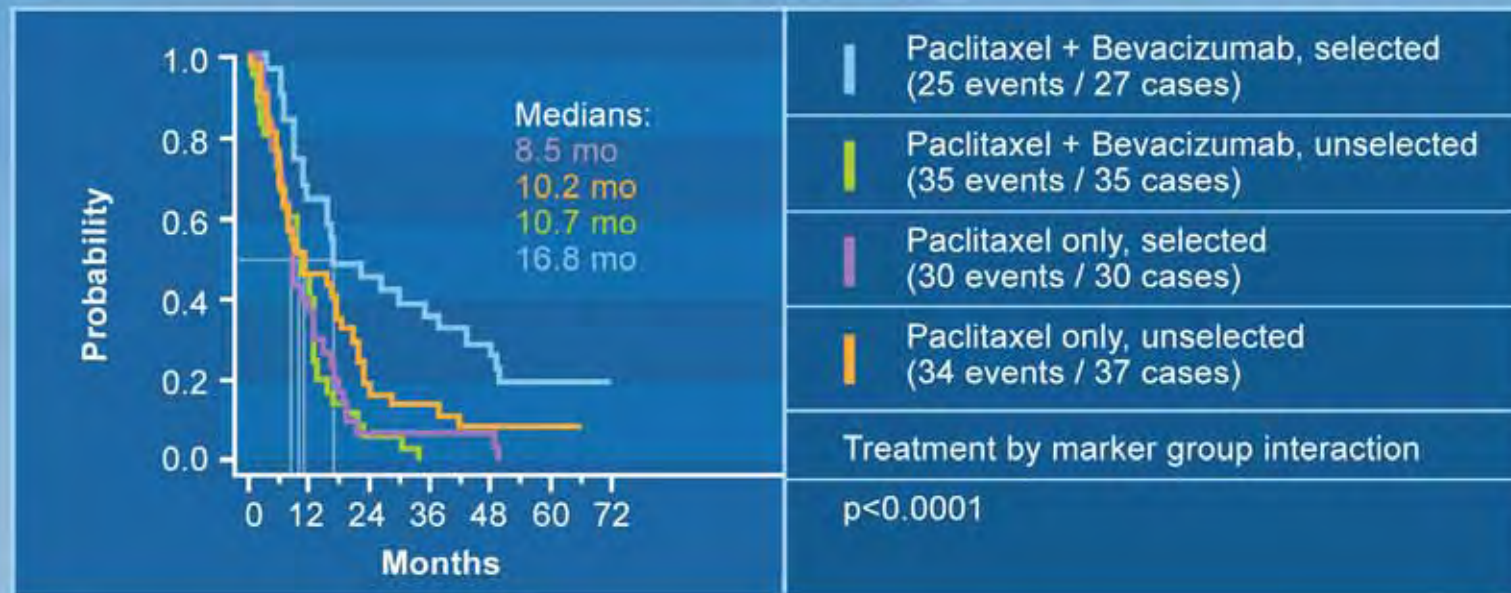 1.0
0.8
0.6
0.4
0.2
0.0
Probability
0 12 24 36 48 60 72
Months
Medians:
8.5 mo
10.2 mo
10.7 mo
16.8 mo
Paclitaxel + Bevacizumab, selected
(25 events / 27 cases)
Paclitaxel + Bevacizumab, unselected
(35 events / 35 cases)
Paclitaxel only, selected
(30 events / 30 cases)
Paclitaxel only, unselected
(34 events / 37 cases)
Treatment by marker group interaction
p<0.0001